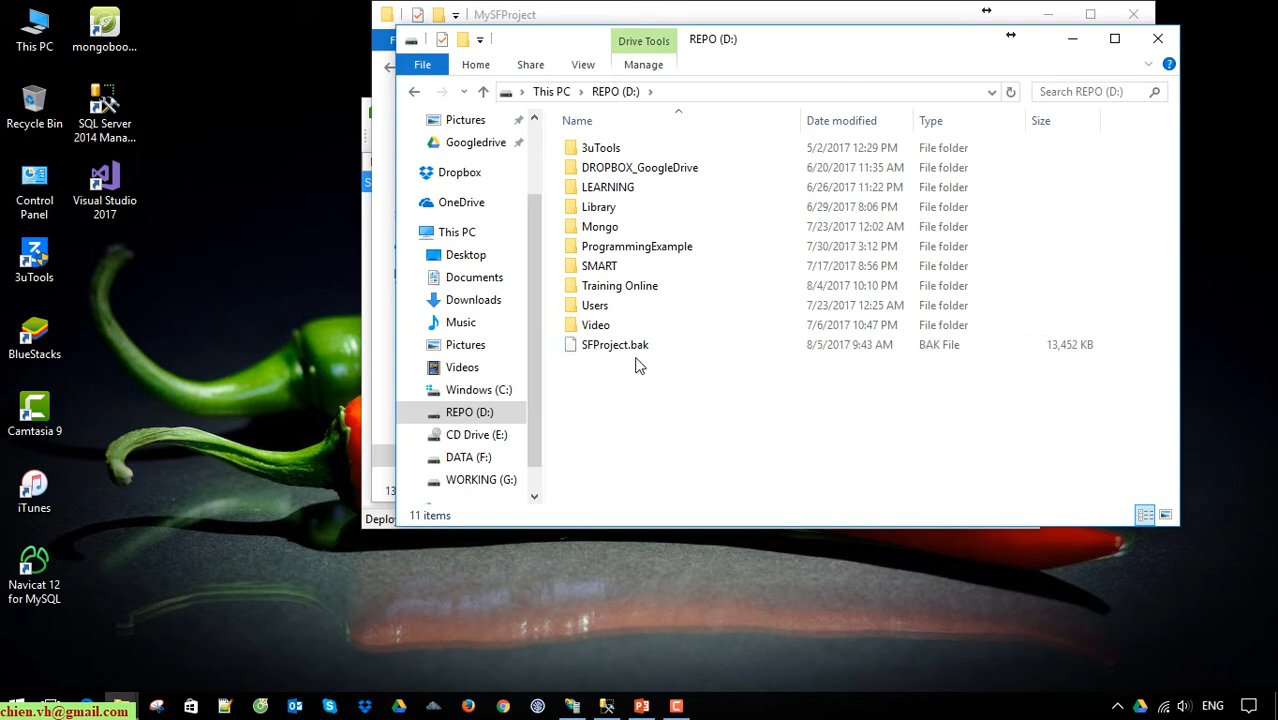 This PC
mongoboo...
Recycle Bin
SQL Server
2014 Mana...
Control
Panel
Visual Studio
2017
3uTools
BlueStacks
Camtasia 9
iTunes
Navicat 12
for MySQL
MySFProject
Drive Tools
REPO (D:)
File
Home
Share
View
Manage
This PC
REPO (D:)
Search REPO (D:)
Pictures
Googledrive
Dropbox
OneDrive
This PC
Desktop
Documents
Downloads
Music
Pictures
Videos
Windows (C:)
REPO (D:)
CD Drive (E:)
DATA (F:)
WORKING (G:)
Name Date modified Type Size
3uTools 5/2/2017 12:29 PM File folder
DROPBOX_GoogleDrive 6/20/2017 11:35 AM File folder
LEARNING 6/26/2017 11:22 PM File folder
Library 6/29/2017 8:06 PM File folder
Mongo 7/23/2017 12:02 AM File folder
ProgrammingExample 7/30/2017 3:12 PM File folder
SMART 7/17/2017 8:56 PM File folder
Training Online 8/4/2017 10:10 PM File folder
Users 7/23/2017 12:25 AM File folder
Video 7/6/2017 10:47 PM File folder
SFProject.bak 8/5/2017 9:43 AM BAK File 13,452 KB
11 items
13
Deplo
chien.vh@gmail.com
ENG